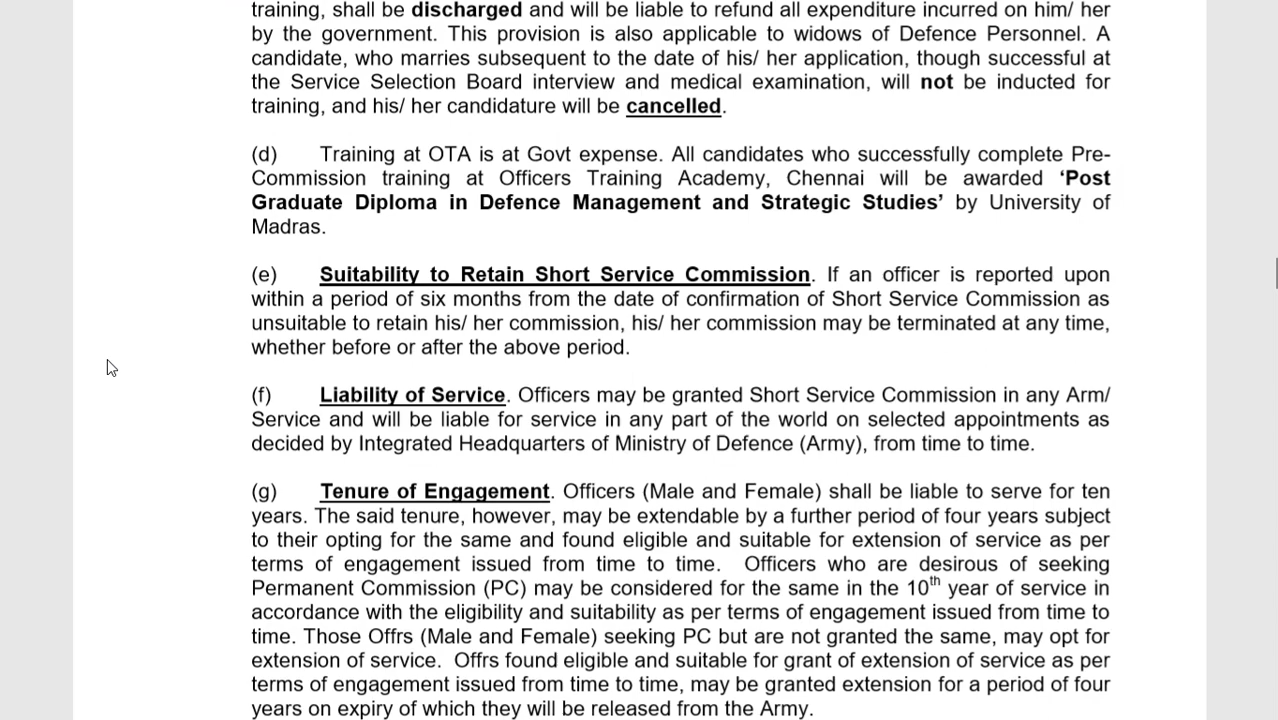 training, shall be discharged and will be liable to refund all expenditure incurred on him/ her
by the government. This provision is also applicable to widows of Defence Personnel. A
candidate, who marries subsequent to the date of his/ her application, though successful at
the Service Selection Board interview and medical examination, will not be inducted for
training, and his/ her candidature will be cancelled.
(d) Training at OTA is at Govt expense. All candidates who successfully complete Pre-
Commission training at Officers Training Academy, Chennai will be awarded ‘Post
Graduate Diploma in Defence Management and Strategic Studies’ by University of
Madras.
(e) Suitability to Retain Short Service Commission. If an officer is reported upon
within a period of six months from the date of confirmation of Short Service Commission as
unsuitable to retain his/ her commission, his/ her commission may be terminated at any time,
whether before or after the above period.
(f) Liability of Service. Officers may be granted Short Service Commission in any Arm/
Service and will be liable for service in any part of the world on selected appointments as
decided by Integrated Headquarters of Ministry of Defence (Army), from time to time.
(g) Tenure of Engagement. Officers (Male and Female) shall be liable to serve for ten
years. The said tenure, however, may be extendable by a further period of four years subject
to their opting for the same and found eligible and suitable for extension of service as per
terms of engagement issued from time to time. Officers who are desirous of seeking
Permanent Commission (PC) may be considered for the same in the 10th year of service in
accordance with the eligibility and suitability as per terms of engagement issued from time to
time. Those Offrs (Male and Female) seeking PC but are not granted the same, may opt for
extension of service. Offrs found eligible and suitable for grant of extension of service as per
terms of engagement issued from time to time, may be granted extension for a period of four
years on expiry of which they will be released from the Army.